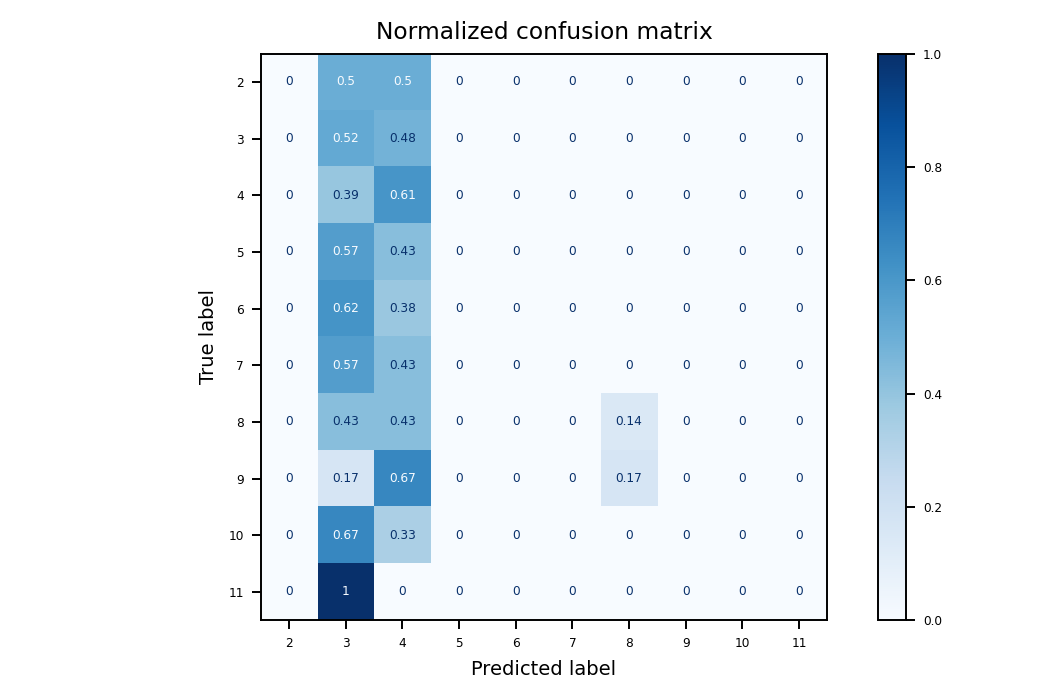 Normalized confusion matrix
2 0 0.5 0.5 0 0 0 0 0 0 0
3 0 0.52 0.48 0 0 0 0 0 0 0
4 0 0.39 0.61 0 0 0 0 0 0 0
5 0 0.57 0.43 0 0 0 0 0 0 0
6 0 0.62 0.38 0 0 0 0 0 0 0
7 0 0.57 0.43 0 0 0 0 0 0 0
8 0 0.43 0.43 0 0 0 0.14 0 0 0
9 0 0.17 0.67 0 0 0 0.17 0 0 0
10 0 0.67 0.33 0 0 0 0 0 0 0
11 0 1 0 0 0 0 0 0 0 0
2 3 4 5 6 7 8 9 10 11
Predicted label
True label
1.0
0.8
0.6
0.4
0.2
0.0